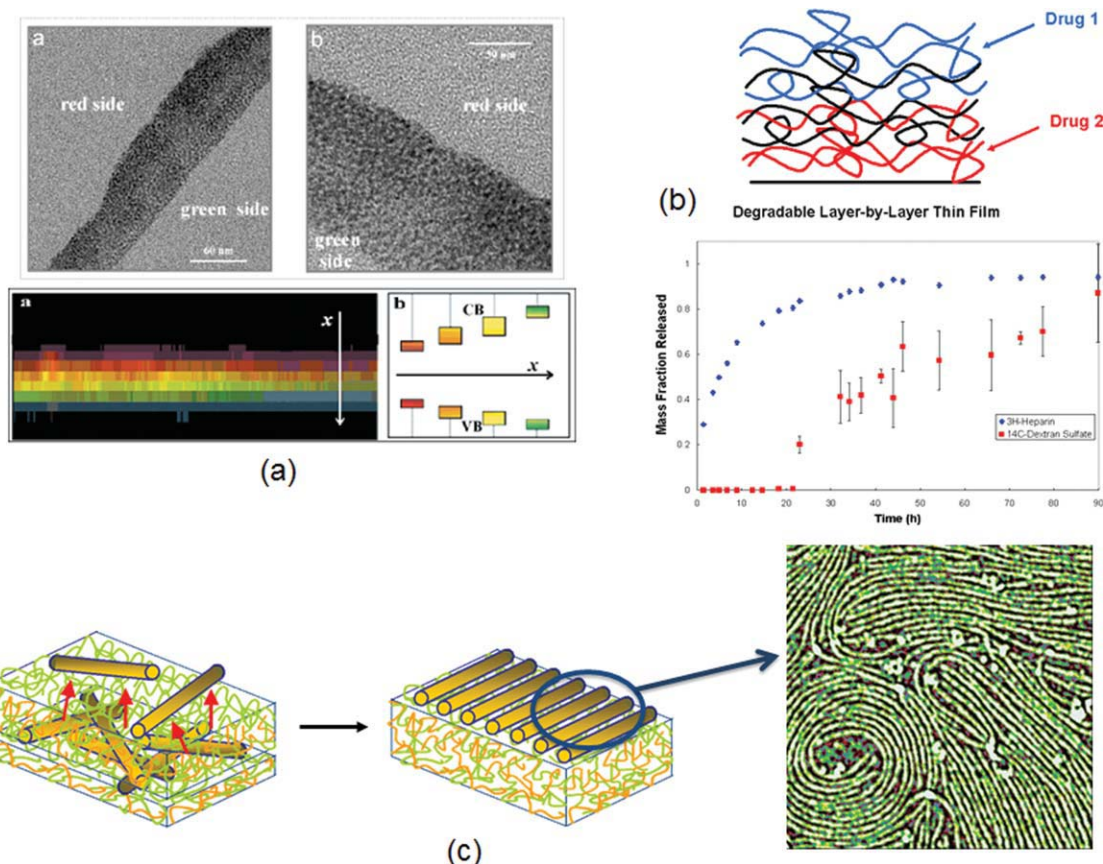 a
red side
green side
60 nm
b
50 nm
red side
green
side
a
x
b
CB
x
VB
(a)
Drug 1
Drug 2
(b)
Degradable Layer-by-Layer Thin Film
Mass Fraction Released
1
0.8
0.6
0.4
0.2
0
3H-Heparin
14C-Dextran Sulfate
0 10 20 30 40 50 60 70 80 90
Time (h)
(c)